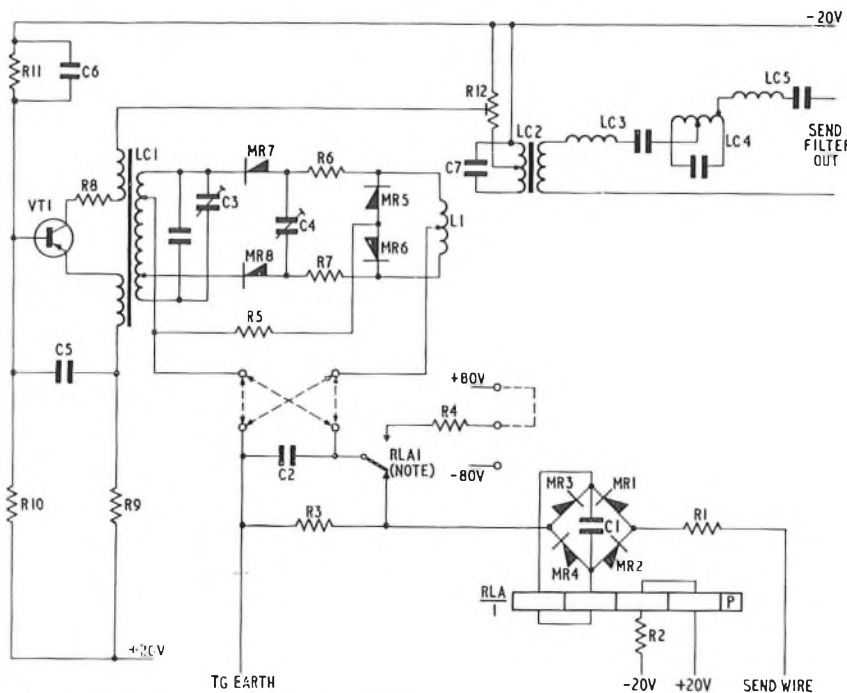 -20V
R11
C6
R12
LC5
LC3
LC2
LC4
SEND
FILTER
OUT
C7
LC1
MR7
R6
R8
VT1
C3
C4
MR5
L1
MR6
MR8
R7
R5
C5
+80V
R4
RLA1
(NOTE)
C2
-80V
MR3
MR1
R10
R9
R3
C1
R1
MR4
MR2
RLA
1
P
R2
+20V
TG EARTH
-20V
+20V
SEND WIRE